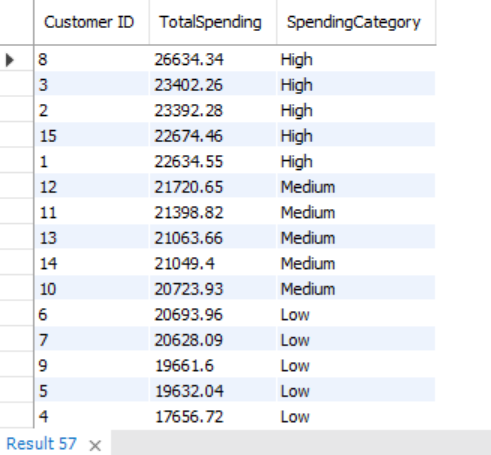 Customer ID TotalSpending SpendingCategory
8 26634.34 High
3 23402.26 High
2 23392.28 High
15 22674.46 High
1 22634.55 High
12 21720.65 Medium
11 21398.82 Medium
13 21063.66 Medium
14 21049.4 Medium
10 20723.93 Medium
6 20693.96 Low
7 20628.09 Low
9 19661.6 Low
5 19632.04 Low
4 17656.72 Low
Result 57